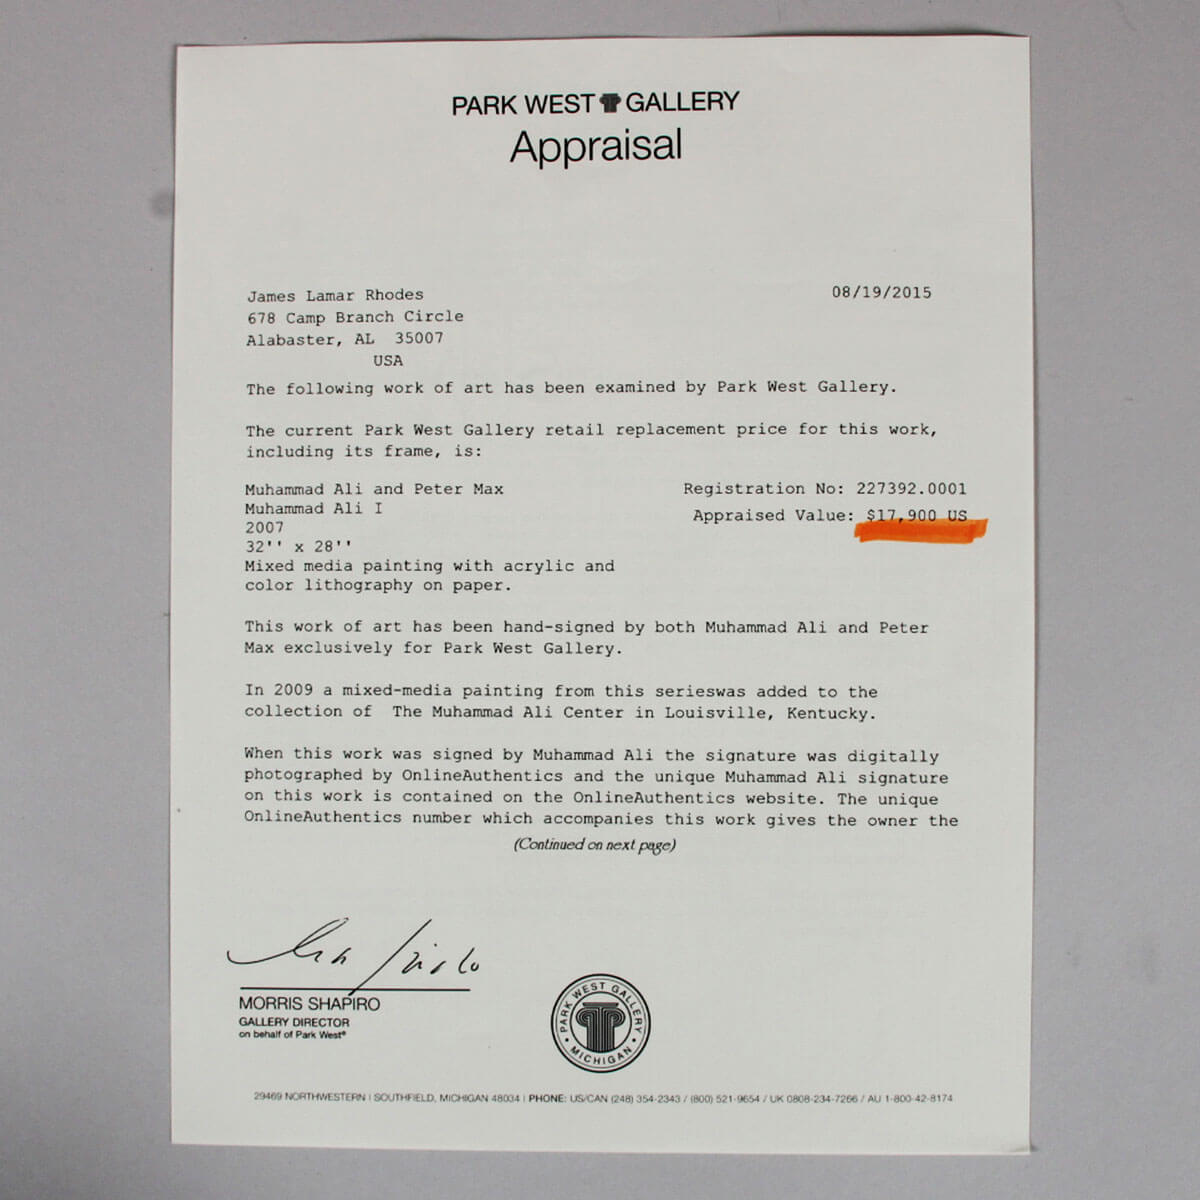 PARK WEST GALLERY
Appraisal
James Lamar Rhodes
08/19/2015
678 Camp Branch Circle
Alabaster, AL 35007
USA
The following work of art has been examined by Park West Gallery.
The current Park West Gallery retail replacement price for this work,
including its frame, is:
Muhammad Ali and Peter Max
Registration No: 227392.0001
Muhammad Ali I
Appraised Value: $17,900 US
2007
32'' x 28''
Mixed media painting with acrylic and
color lithography on paper.
This work of art has been hand-signed by both Muhammad Ali and Peter
Max exclusively for Park West Gallery.
In 2009 a mixed-media painting from this serieswas added to the
collection of The Muhammad Ali Center in Louisville, Kentucky.
When this work was signed by Muhammad Ali the signature was digitally
photographed by OnlineAuthentics and the unique Muhammad Ali signature
on this work is contained on the OnlineAuthentics website. The unique
OnlineAuthentics number which accompanies this work gives the owner the
(Continued on next page)
MORRIS SHAPIRO
GALLERY DIRECTOR
on behalf of Park West®
PARK WEST GALLERY
MICHIGAN
29469 NORTHWESTERN | SOUTHFIELD, MICHIGAN 48034 | PHONE: US/CAN (248) 354-2343 / (800) 521-9654 / UK 0808-234-7266 / AU 1-800-42-8174